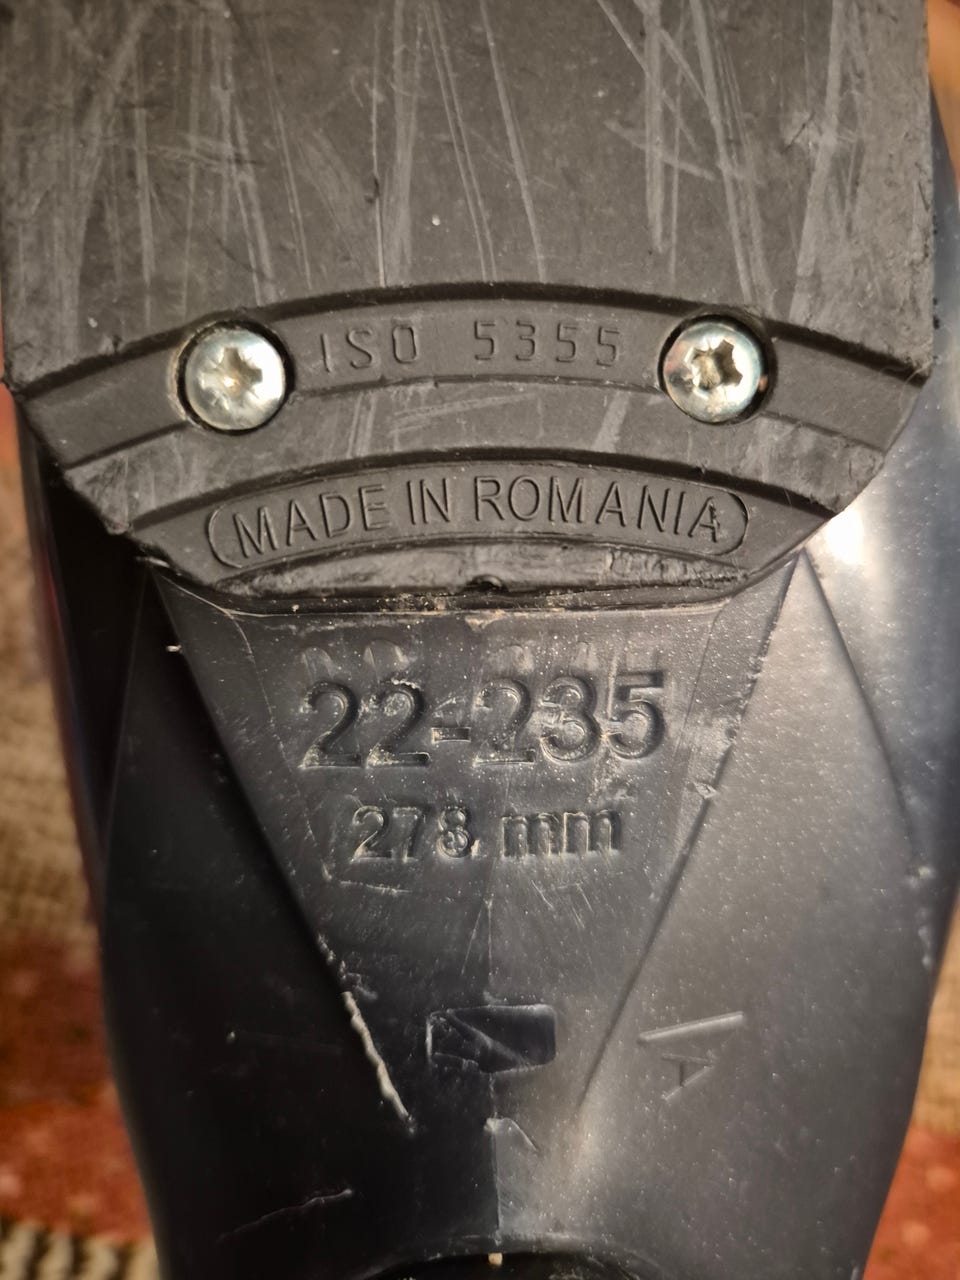 ISO 5355
MADE IN ROMANIA
22-235
278 mm
A